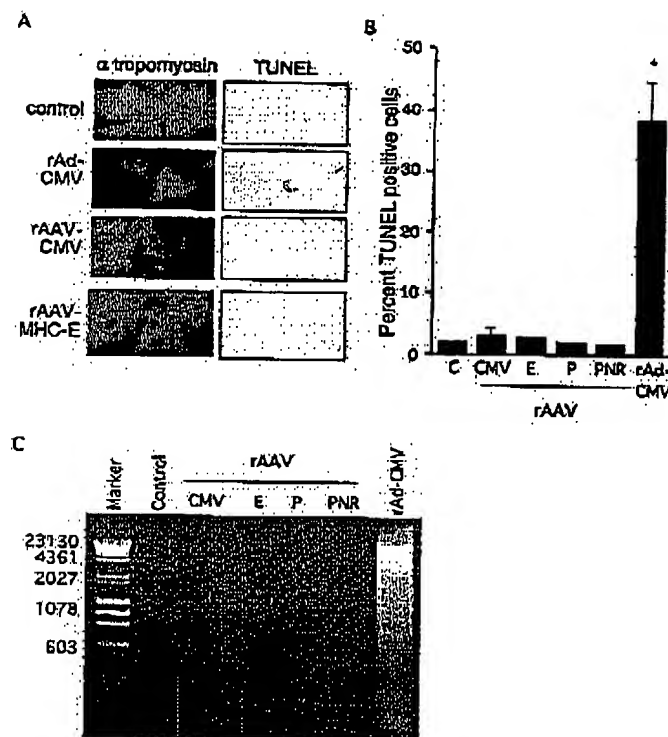 A
α tropomyosin TUNEL
control
rAd-
CMV
rAAV-
CMV
rAAV-
MHC-E
B
Percent TUNEL positive cells
50
40
30
20
10
0
*
C CMV E P PNR rAd-
CMV
rAAV
C
Marker
Control
rAAV
CMV E P PNR
rAd-CMV
23130
4361
2027
1078
603